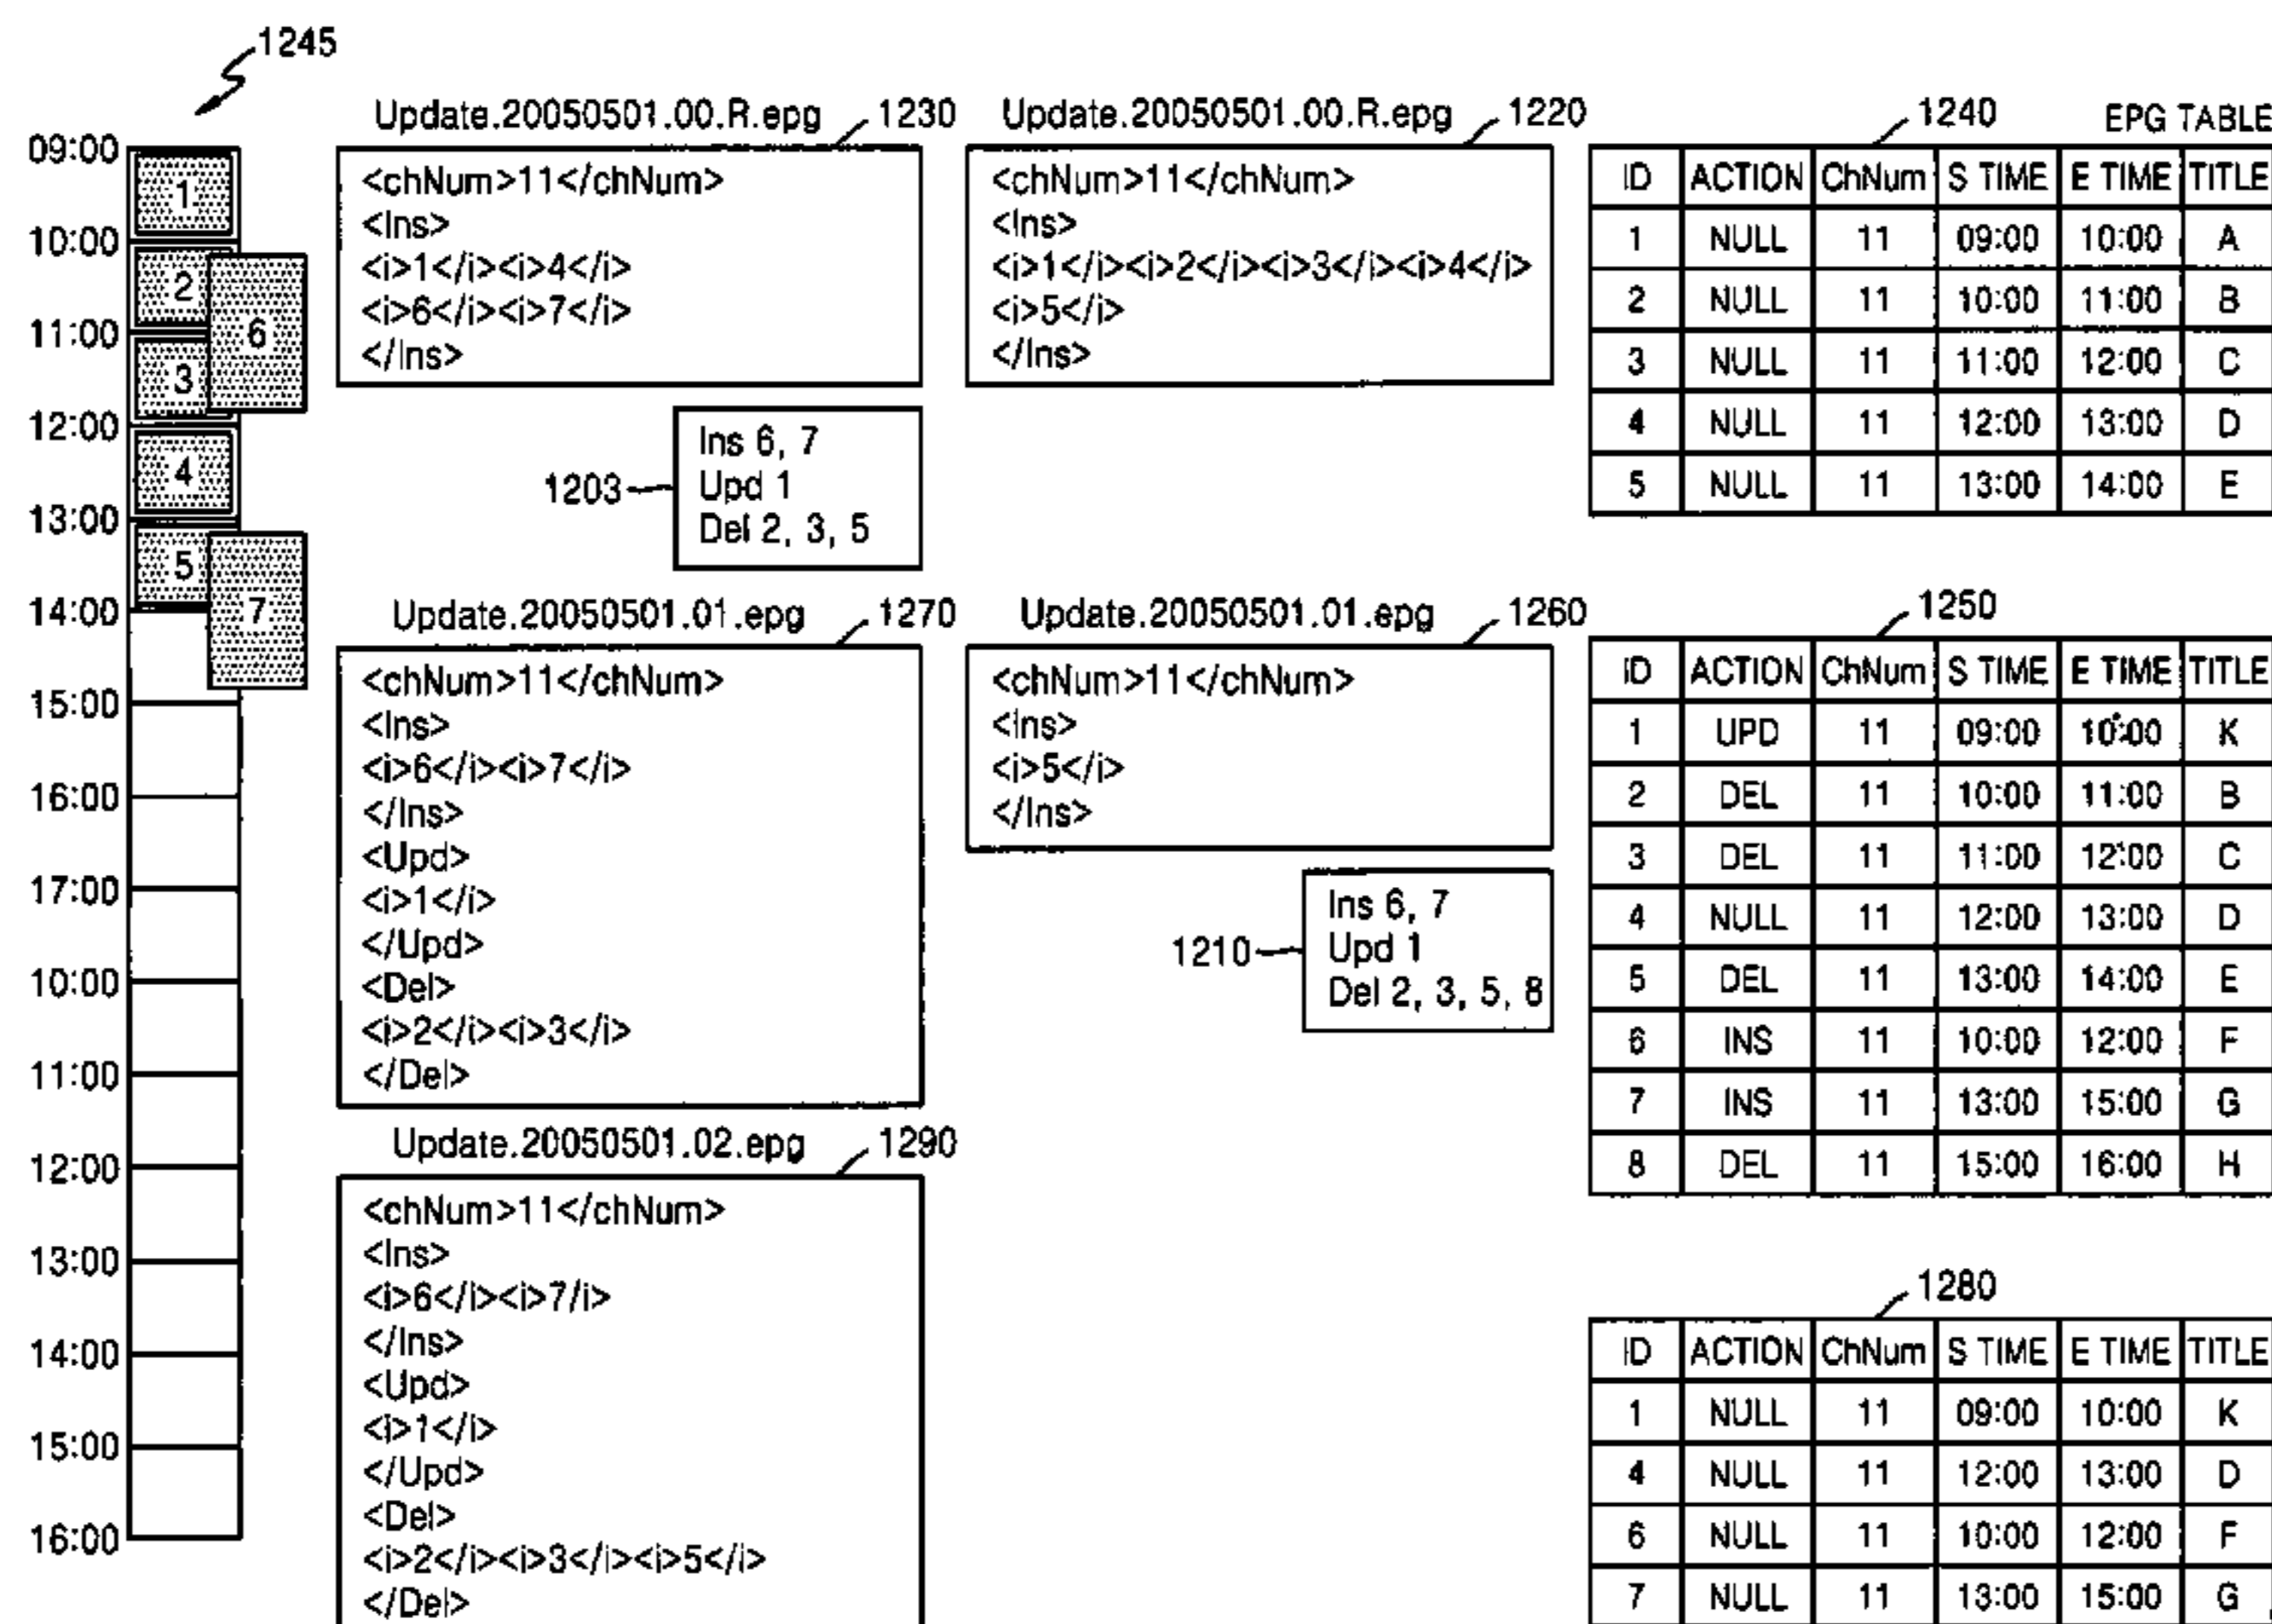 1245
09:00
10:00
11:00
12:00
13:00
14:00
15:00
16:00
17:00
10:00
11:00
12:00
13:00
14:00
15:00
16:00
1
2
3
4
5
6
7
Update.20050501.00.R.epg 1230
<chNum>11</chNum>
<Ins>
<i>1</i><i>4</i>
<i>6</i><i>7</i>
</Ins>
1203
Ins 6, 7
Upd 1
Del 2, 3, 5
Update.20050501.01.epg 1270
<chNum>11</chNum>
<Ins>
<i>6</i><i>7</i>
</Ins>
<Upd>
<i>1</i>
</Upd>
<Del>
<i>2</i><i>3</i>
</Del>
Update.20050501.02.epg 1290
<chNum>11</chNum>
<Ins>
<i>6</i><i>7/i>
</Ins>
<Upd>
<i>1</i>
</Upd>
<Del>
<i>2</i><i>3</i><i>5</i>
</Del>
Update.20050501.00.R.epg 1220
<chNum>11</chNum>
<Ins>
<i>1</i><i>2</i><i>3</i><i>4</i>
<i>5</i>
</Ins>
Update.20050501.01.epg 1260
<chNum>11</chNum>
<Ins>
<i>5</i>
</Ins>
1210
Ins 6, 7
Upd 1
Del 2, 3, 5, 8
1240 EPG TABLE
ID ACTION ChNum S TIME E TIME TITLE
1 NULL 11 09:00 10:00 A
2 NULL 11 10:00 11:00 B
3 NULL 11 11:00 12:00 C
4 NULL 11 12:00 13:00 D
5 NULL 11 13:00 14:00 E
1250
ID ACTION ChNum S TIME E TIME TITLE
1 UPD 11 09:00 10:00 K
2 DEL 11 10:00 11:00 B
3 DEL 11 11:00 12:00 C
4 NULL 11 12:00 13:00 D
5 DEL 11 13:00 14:00 E
6 INS 11 10:00 12:00 F
7 INS 11 13:00 15:00 G
8 DEL 11 15:00 16:00 H
1280
ID ACTION ChNum S TIME E TIME TITLE
1 NULL 11 09:00 10:00 K
4 NULL 11 12:00 13:00 D
6 NULL 11 10:00 12:00 F
7 NULL 11 13:00 15:00 G